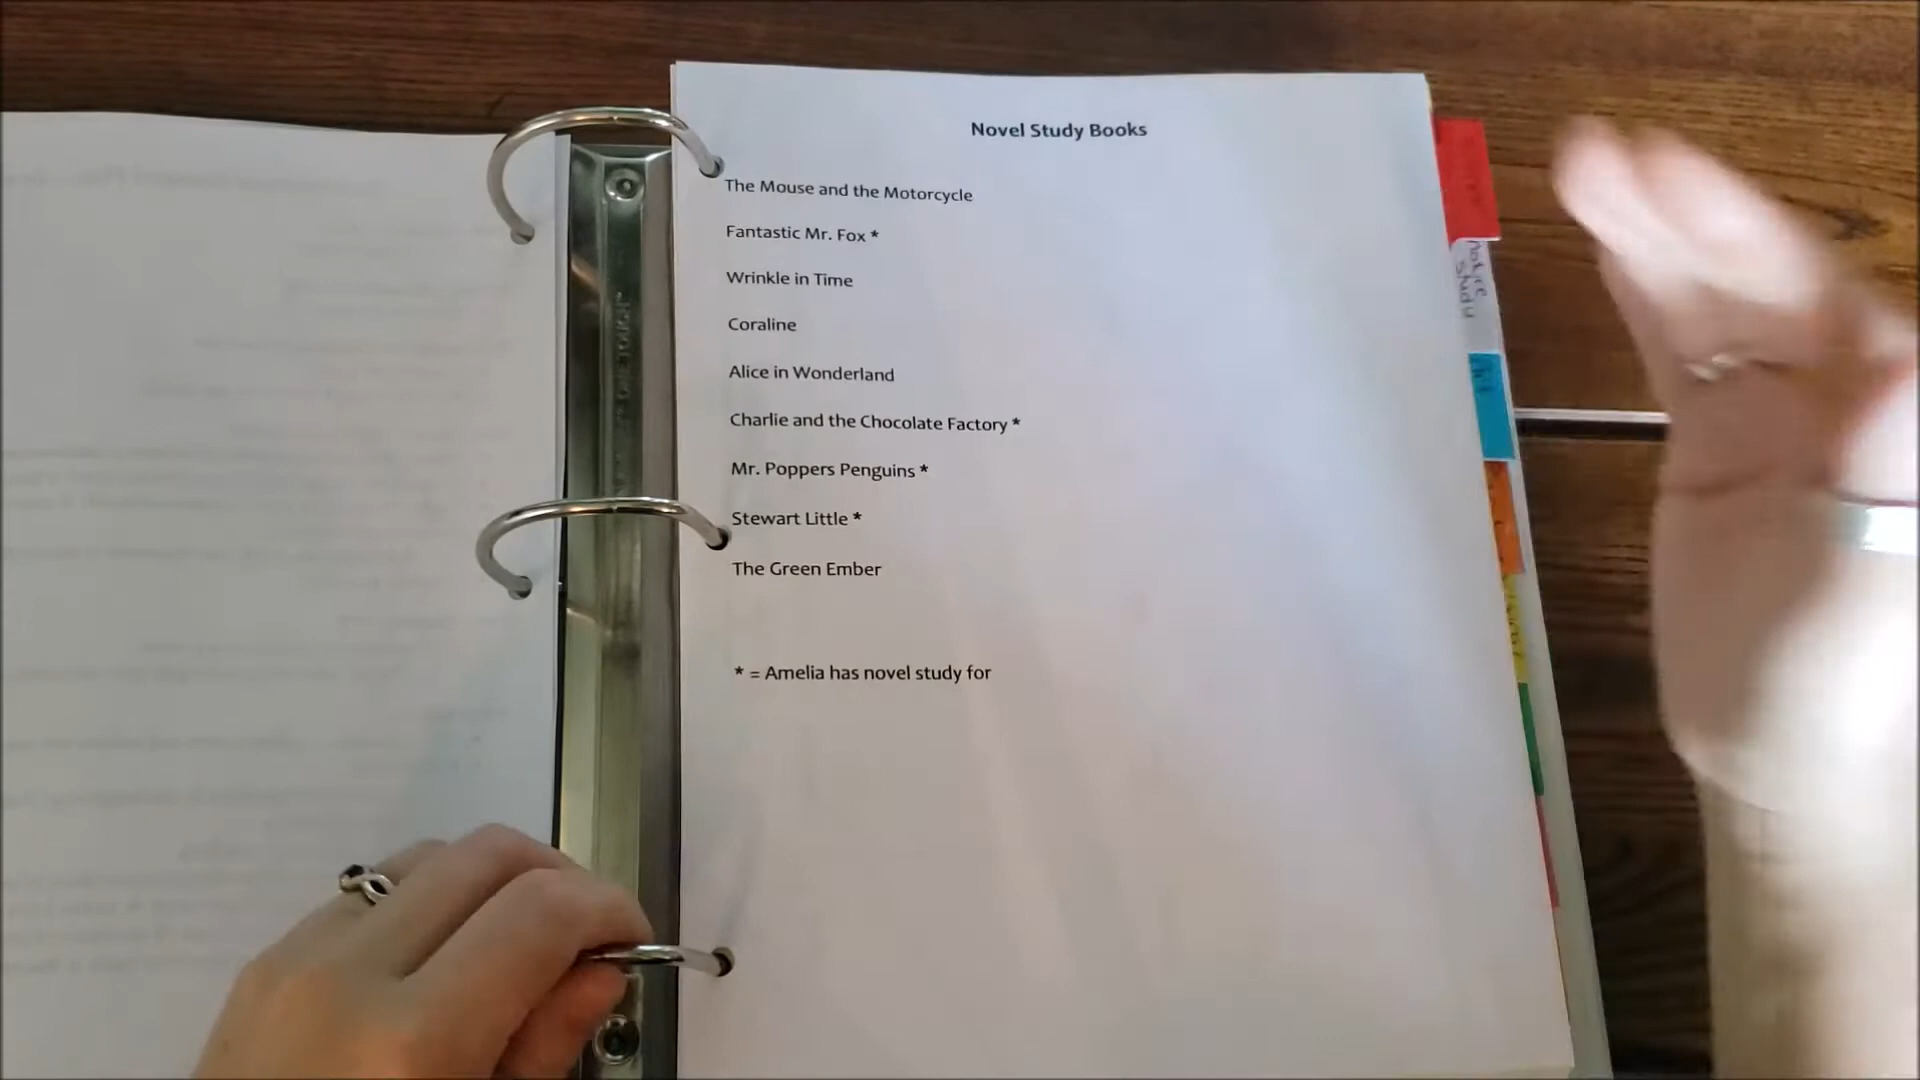 Novel Study Books
The Mouse and the Motorcycle
Fantastic Mr. Fox *
Wrinkle in Time
Coraline
Alice in Wonderland
Charlie and the Chocolate Factory *
Mr. Poppers Penguins *
Stewart Little *
The Green Ember
* = Amelia has novel study for
Study